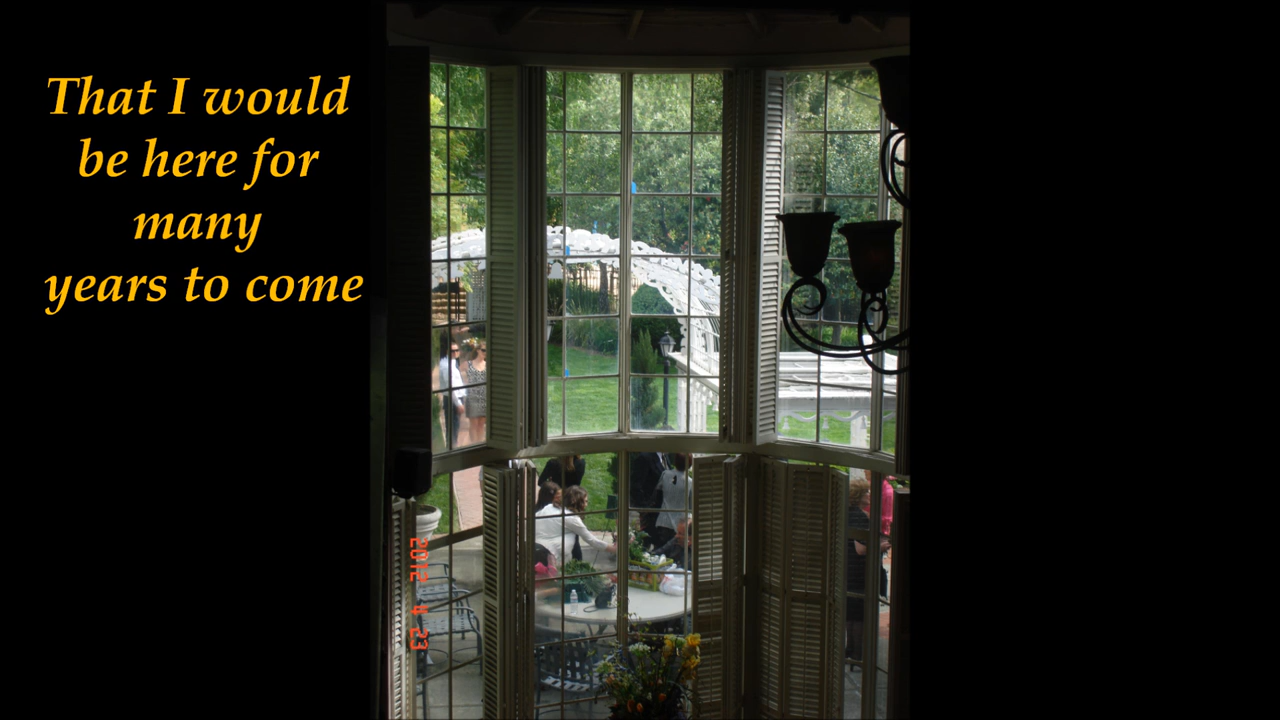 That I would
be here for
many
years to come
2012 4 23